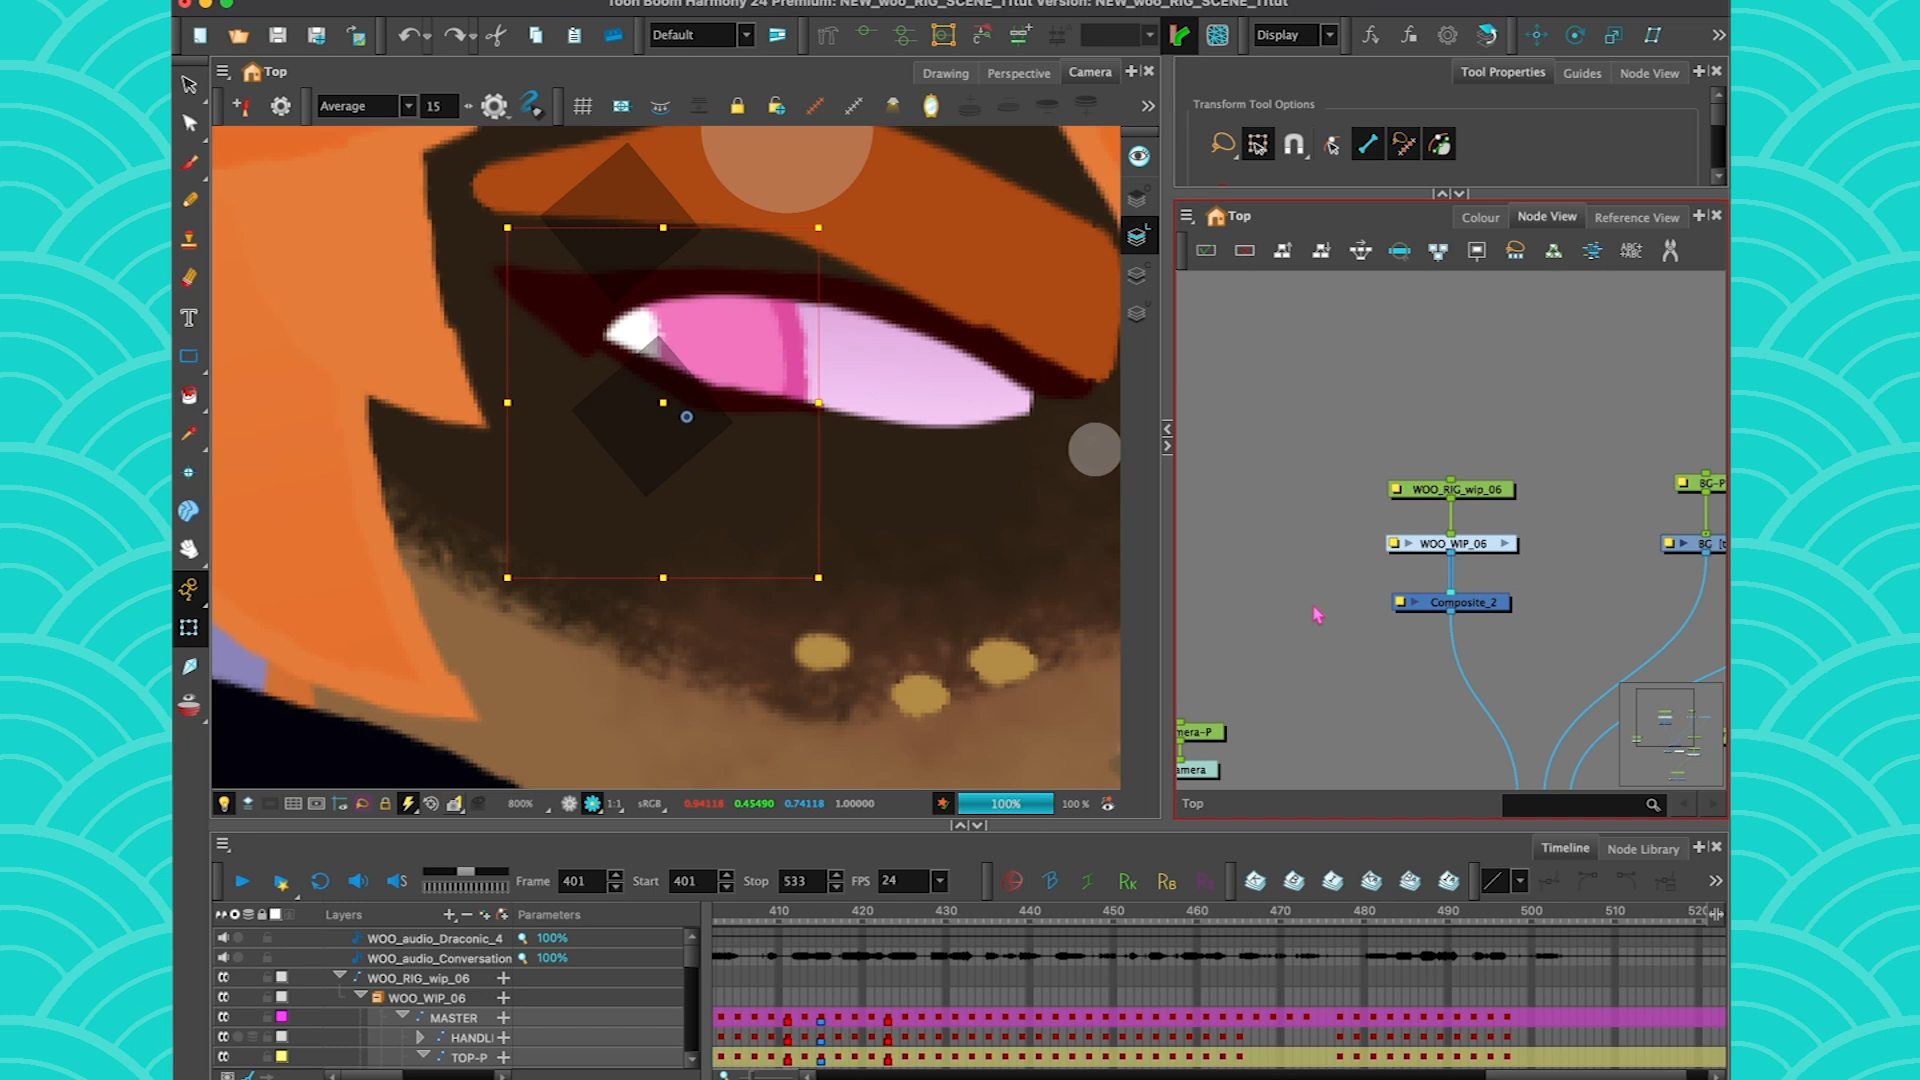 Toon Boom Harmony 24 Premium: NEW_woo_RIG_SCENE_Titut version: NEW_woo_RIG_SCENE_Titut
Default
Display
Top
Drawing
Perspective
Camera
Tool Properties
Guides
Node View
Average
15
Transform Tool Options
Top
Colour
Node View
Reference View
WOO_RIG_wip_06
BG-P
WOO_WIP_06
BG
Composite_2
mera-P
amera
Top
800%
1:1
sRGB
0.94118 0.45490 0.74118 1.00000
100%
100 %
Timeline
Node Library
Frame 401
Start 401
Stop 533
FPS 24
Layers
Parameters
410 420 430 440 450 460 470 480 490 500 510
WOO_audio_Draconic_4 100%
WOO_audio_Conversation 100%
WOO_RIG_wip_06
WOO_WIP_06
MASTER
HANDLI
TOP-P